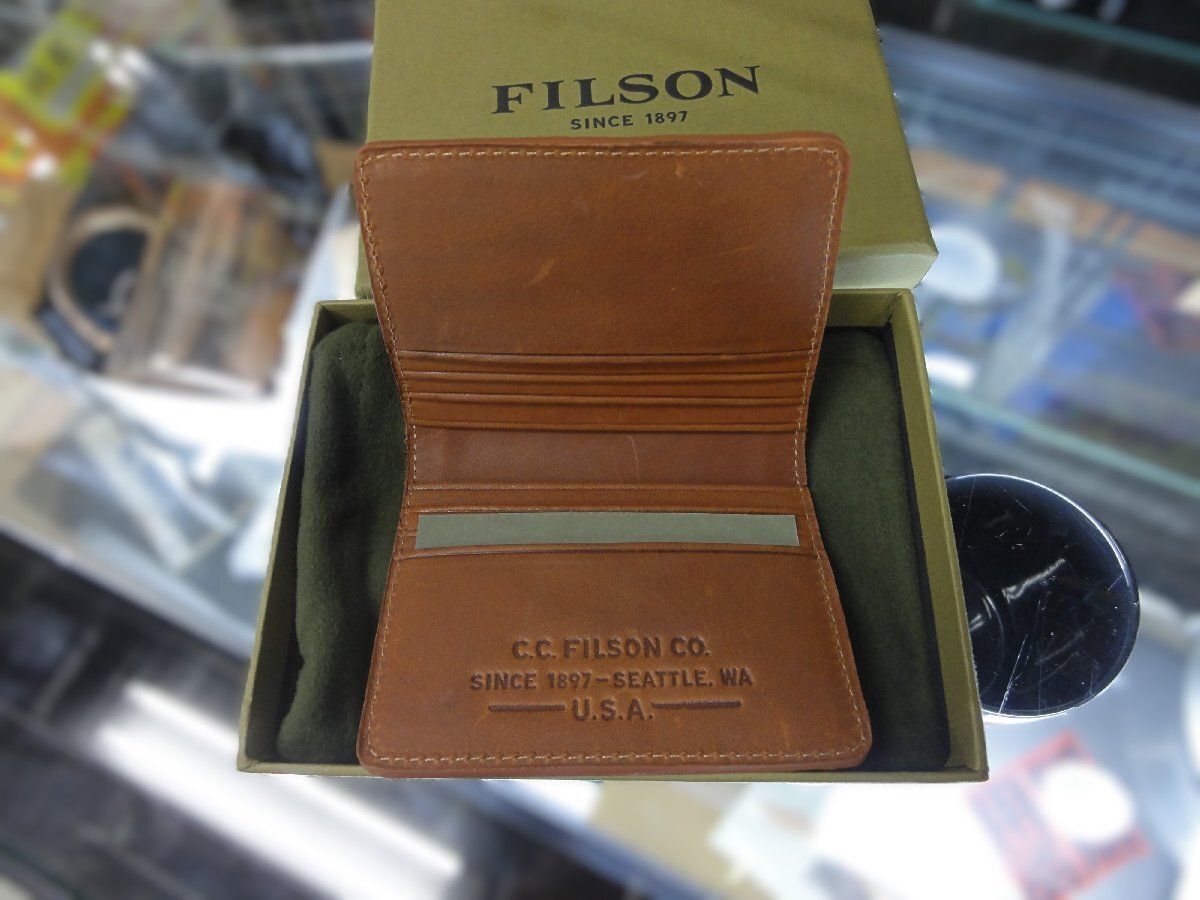 FILSON
SINCE 1897
C.C. FILSON CO.
SINCE 1897–SEATTLE, WA
U.S.A.